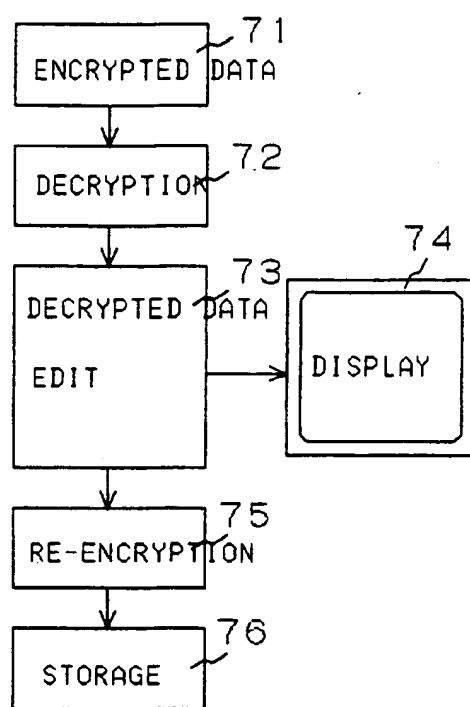 71
ENCRYPTED DATA
72
DECRYPTION
73
DECRYPTED DATA
EDIT
74
DISPLAY
75
RE-ENCRYPTION
76
STORAGE